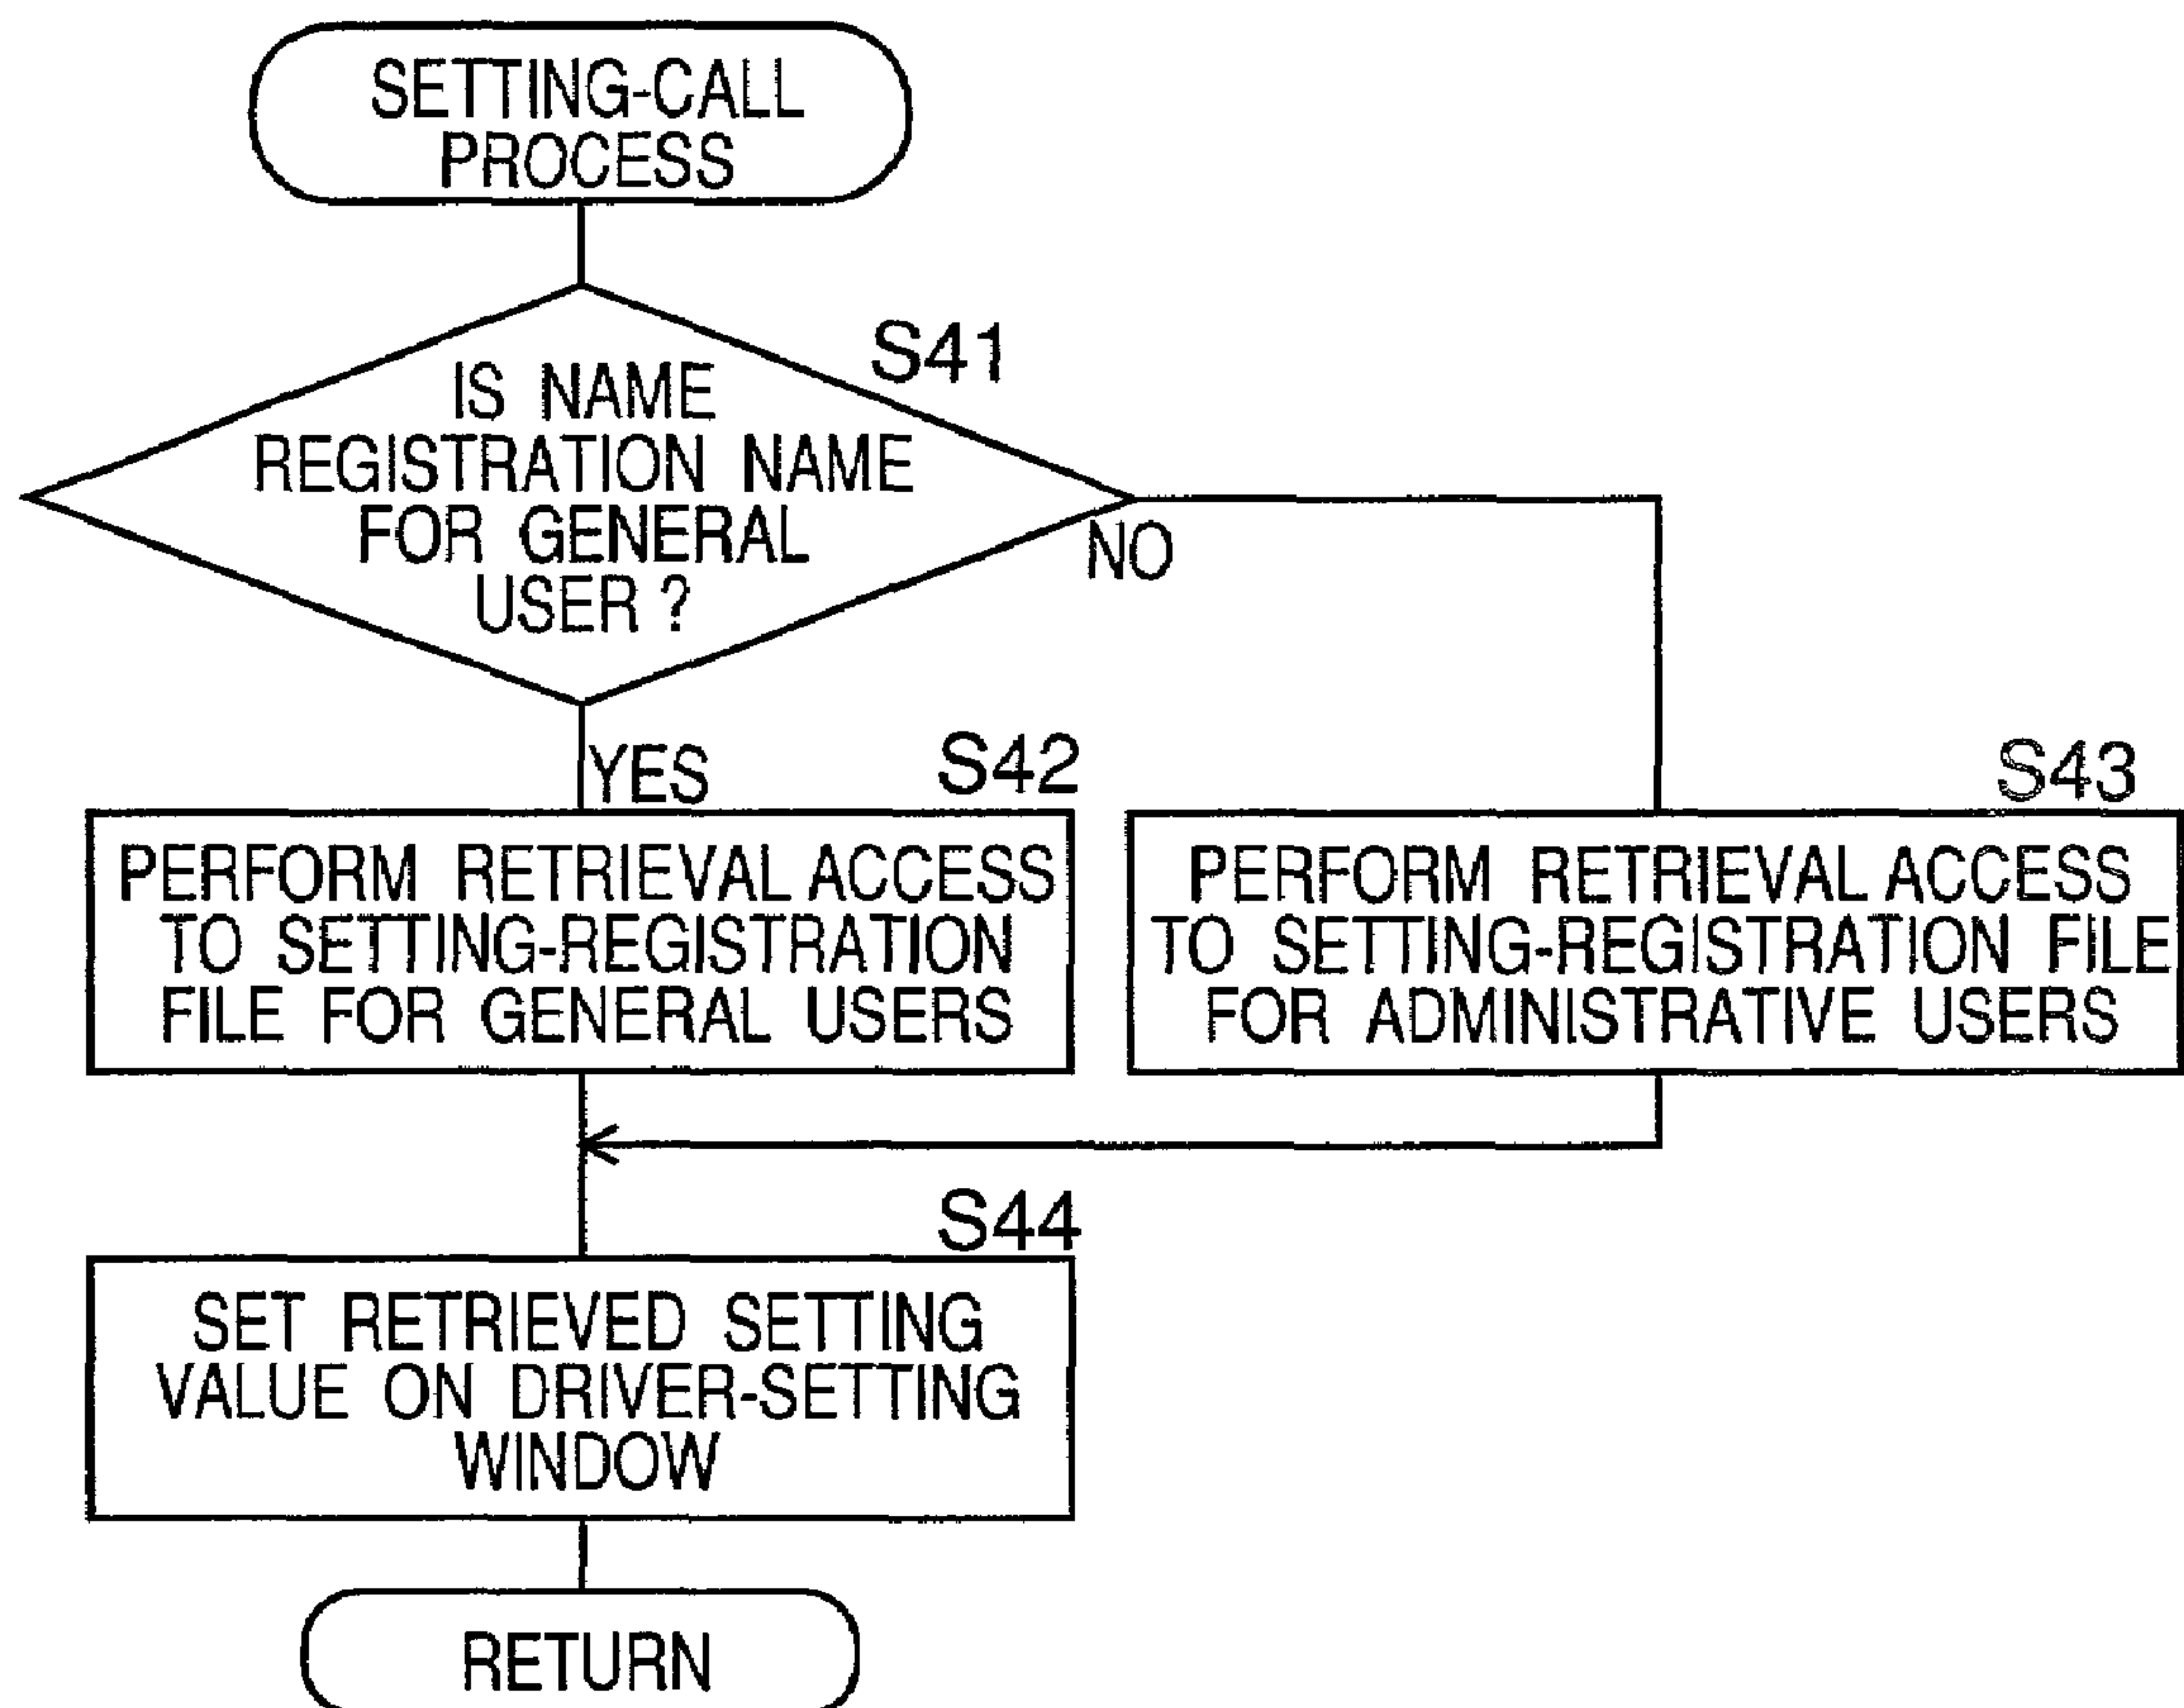 SETTING-CALL
PROCESS
S41
IS NAME
REGISTRATION NAME
FOR GENERAL
USER ?
NO
YES
S42
PERFORM RETRIEVAL ACCESS
TO SETTING-REGISTRATION
FILE FOR GENERAL USERS
S43
PERFORM RETRIEVAL ACCESS
TO SETTING-REGISTRATION FILE
FOR ADMINISTRATIVE USERS
S44
SET RETRIEVED SETTING
VALUE ON DRIVER-SETTING
WINDOW
RETURN